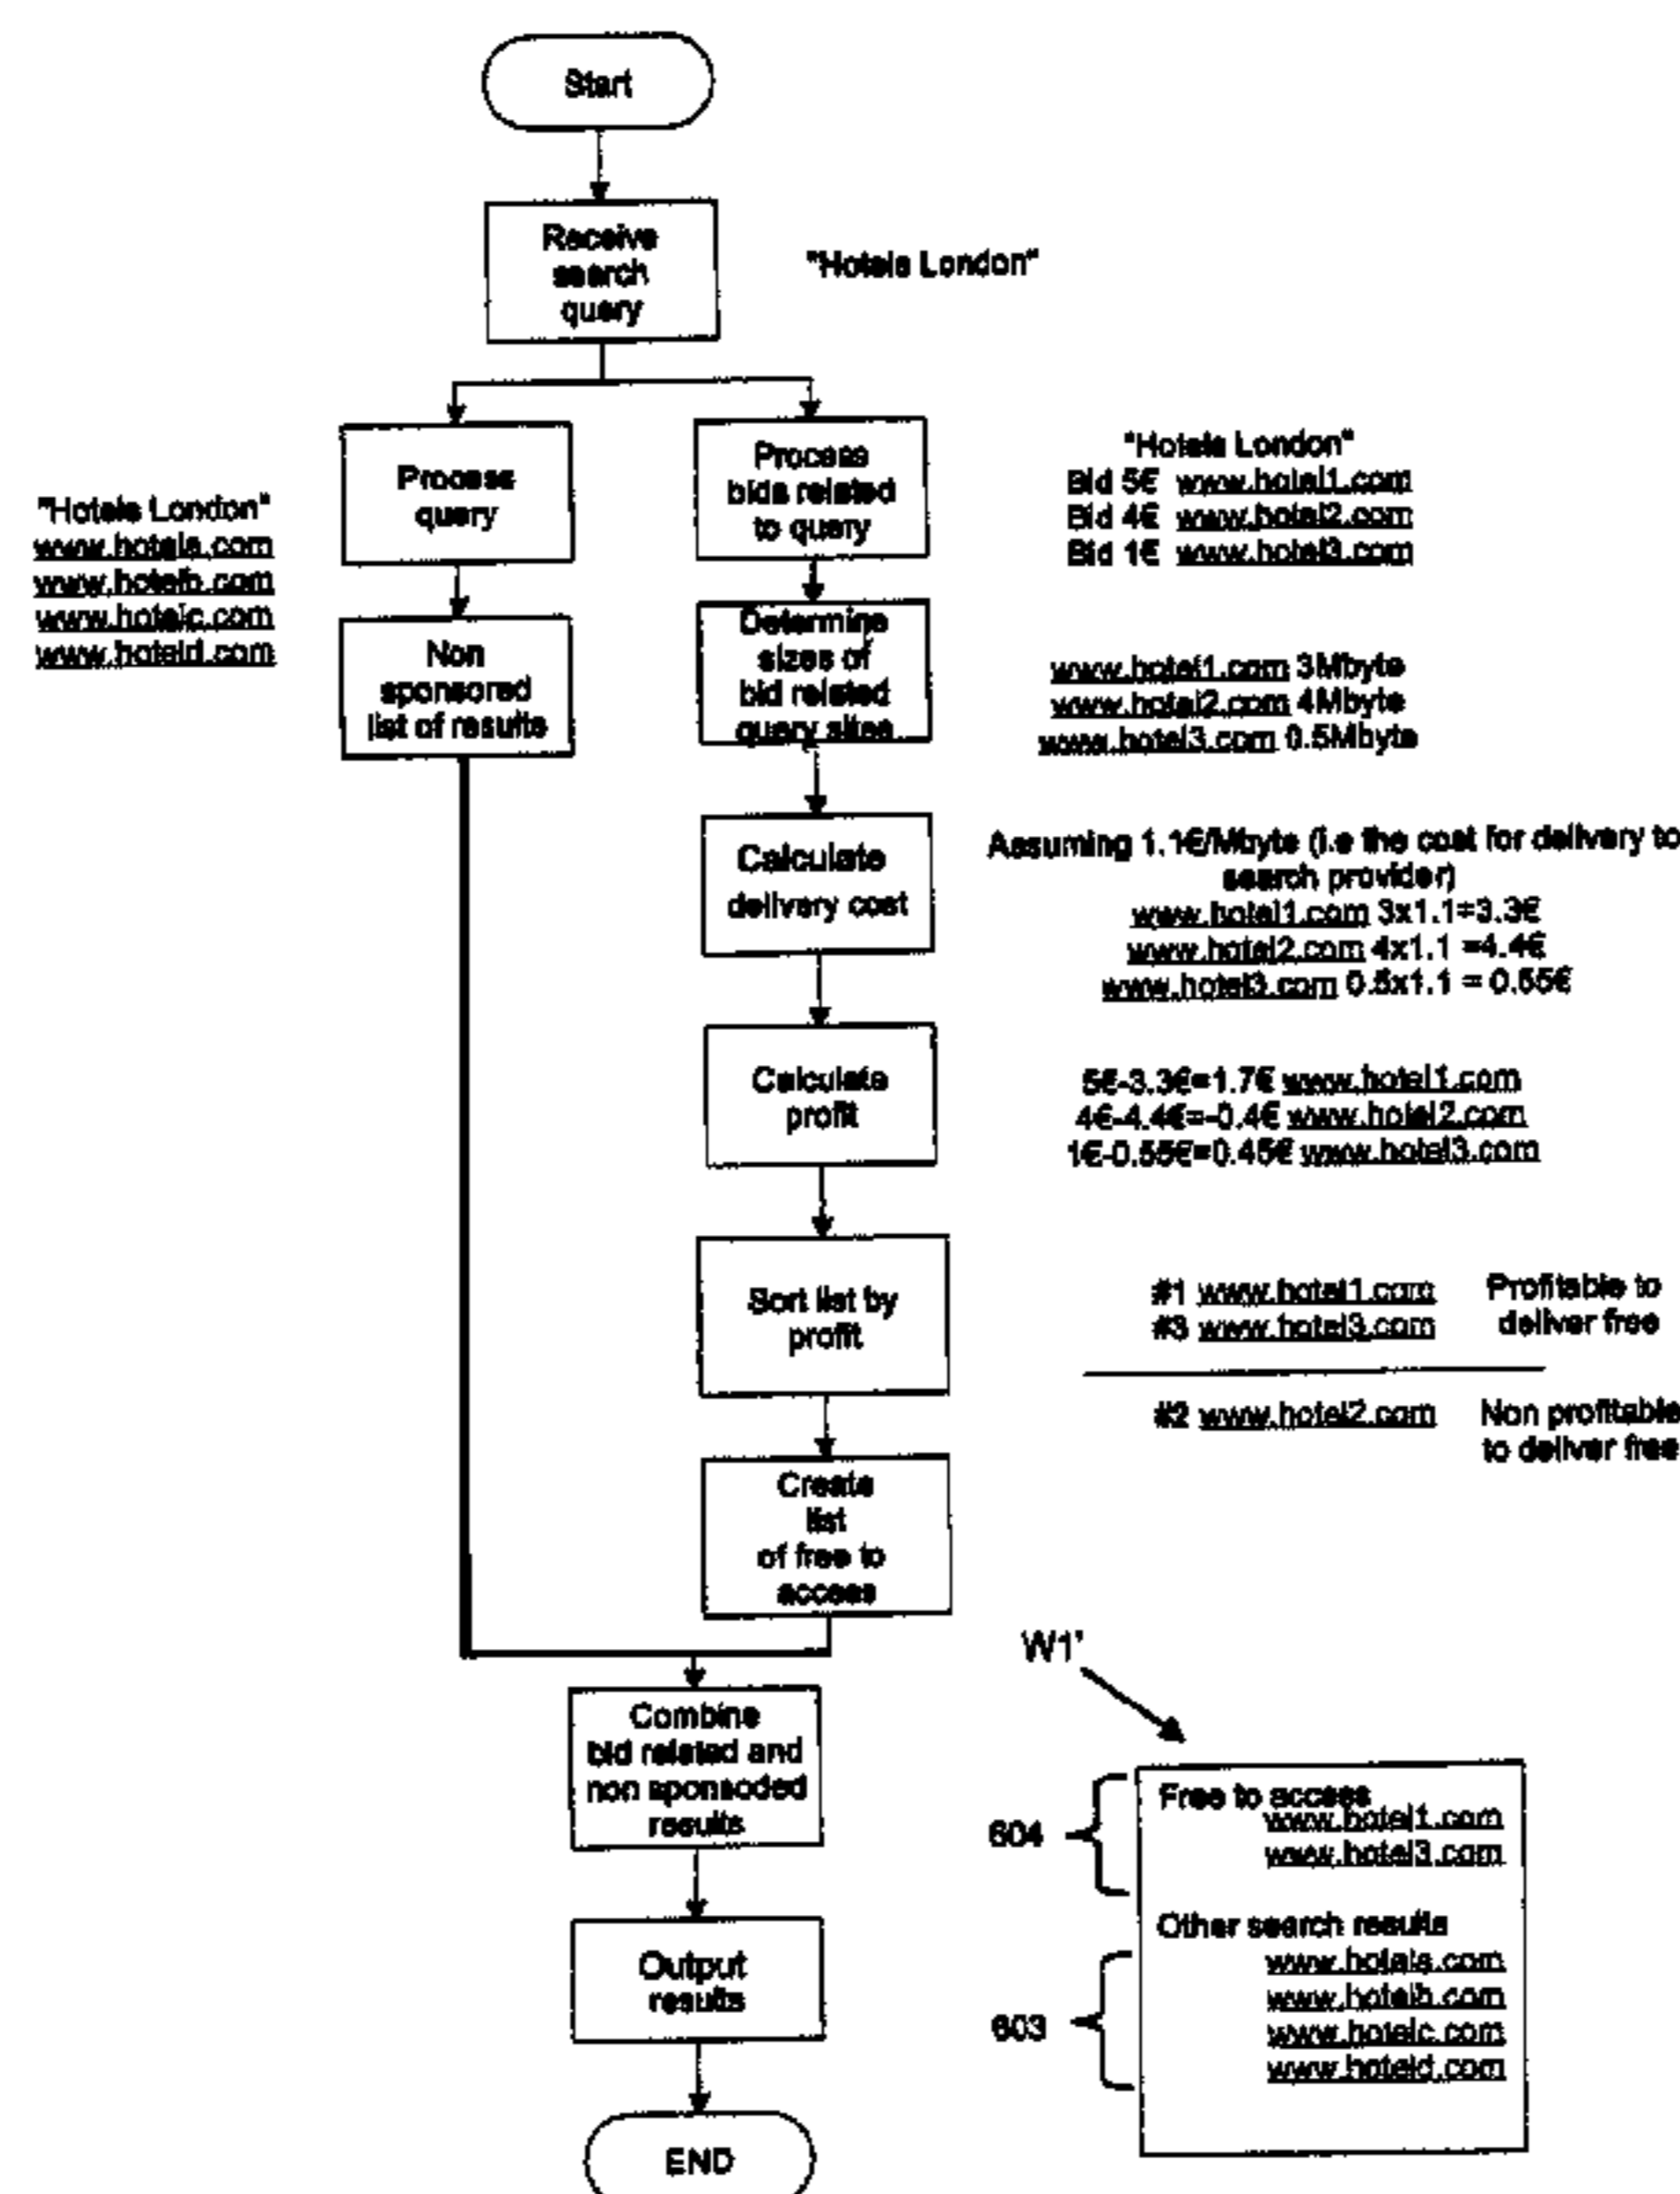 Start
Receive
search
query
"Hotels London"
Process
query
Process
bids related
to query
"Hotels London"
Bid 5€ www.hotel1.com
Bid 4€ www.hotel2.com
Bid 1€ www.hotel3.com
"Hotels London"
www.hotela.com
www.hotelb.com
www.hotelc.com
www.hoteld.com
Non
sponsored
list of results
Determine
sizes of
bid related
query sites
www.hotel1.com 3Mbyte
www.hotel2.com 4Mbyte
www.hotel3.com 0.5Mbyte
Calculate
delivery cost
Assuming 1.1€/Mbyte (i.e the cost for delivery to
search provider)
www.hotel1.com 3x1.1=3.3€
www.hotel2.com 4x1.1 =4.4€
www.hotel3.com 0.5x1.1 = 0.55€
Calculate
profit
5€-3.3€=1.7€ www.hotel1.com
4€-4.4€=-0.4€ www.hotel2.com
1€-0.55€=0.45€ www.hotel3.com
Sort list by
profit
#1 www.hotel1.com Profitable to
#3 www.hotel3.com deliver free
#2 www.hotel2.com Non profitable
to deliver free
Create
list
of free to
access
Combine
bid related and
non sponsoded
results
W1'
604
Free to access
www.hotel1.com
www.hotel3.com
Other search results
603
www.hotela.com
www.hotelb.com
www.hotelc.com
www.hoteld.com
Output
results
END